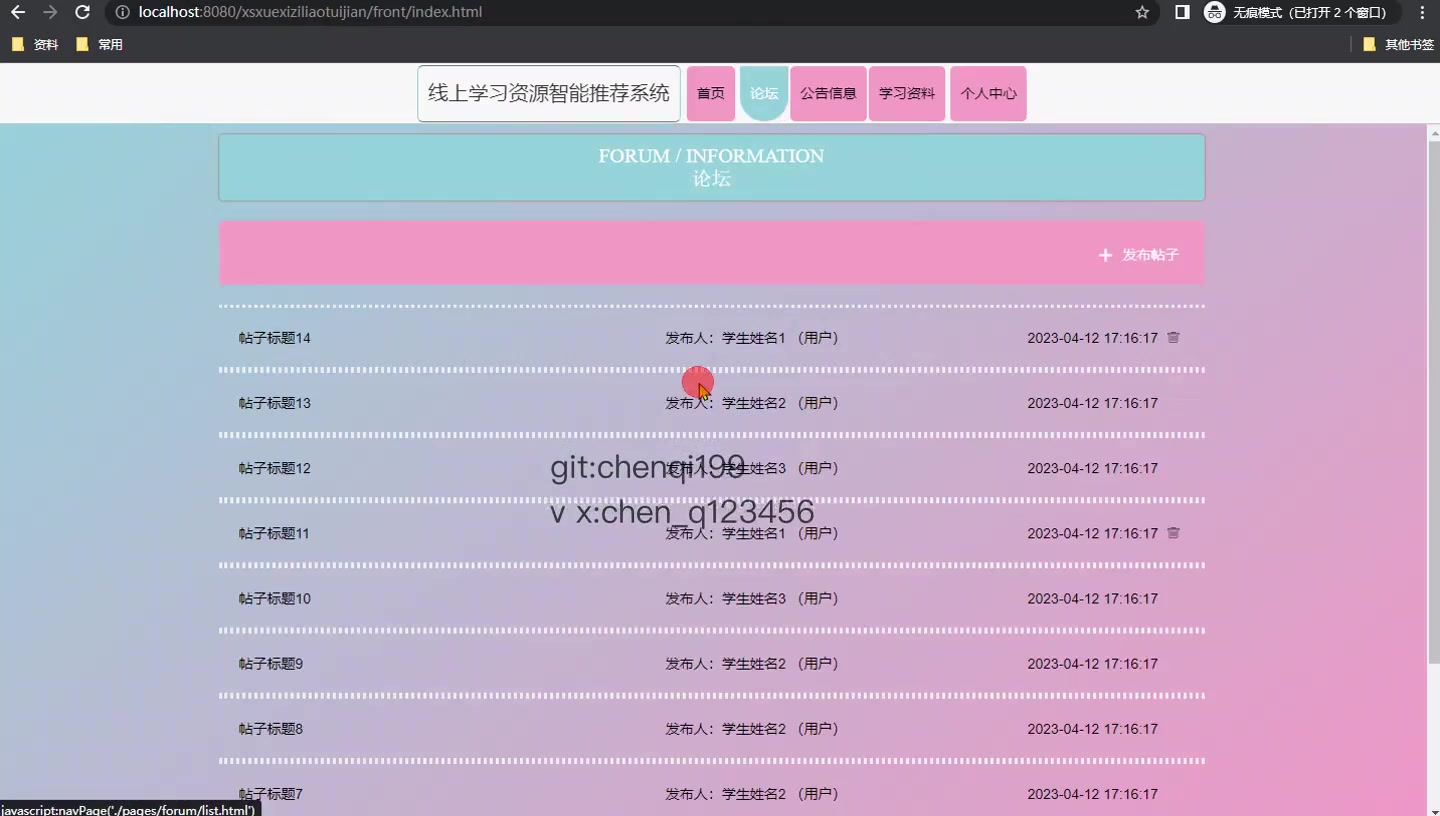 localhost:8080/xsxuexiziliaotuijian/front/index.html
无痕模式（已打开 2 个窗口）
资料 常用 其他书签
线上学习资源智能推荐系统 首页 论坛 公告信息 学习资料 个人中心
FORUM / INFORMATION
论坛
+ 发布帖子
帖子标题14 发布人：学生姓名1 （用户） 2023-04-12 17:16:17
帖子标题13 发布人：学生姓名2 （用户） 2023-04-12 17:16:17
帖子标题12 发布人：学生姓名3 （用户） 2023-04-12 17:16:17
git:chenqi199
v x:chen_q123456
帖子标题11 发布人：学生姓名1 （用户） 2023-04-12 17:16:17
帖子标题10 发布人：学生姓名3 （用户） 2023-04-12 17:16:17
帖子标题9 发布人：学生姓名2 （用户） 2023-04-12 17:16:17
帖子标题8 发布人：学生姓名2 （用户） 2023-04-12 17:16:17
帖子标题7 发布人：学生姓名2 （用户） 2023-04-12 17:16:17
javascript:navPage('./pages/forum/list.html')